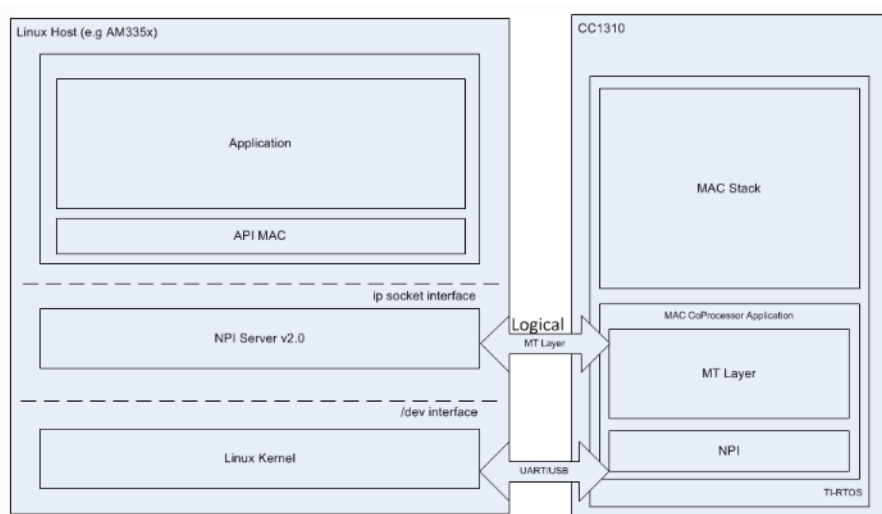 Linux Host (e.g AM335x)
Application
API MAC
ip socket interface
NPI Server v2.0
/dev interface
Linux Kernel
Logical
MT Layer
UART/USB
CC1310
MAC Stack
MAC CoProcessor Application
MT Layer
NPI
TI-RTOS